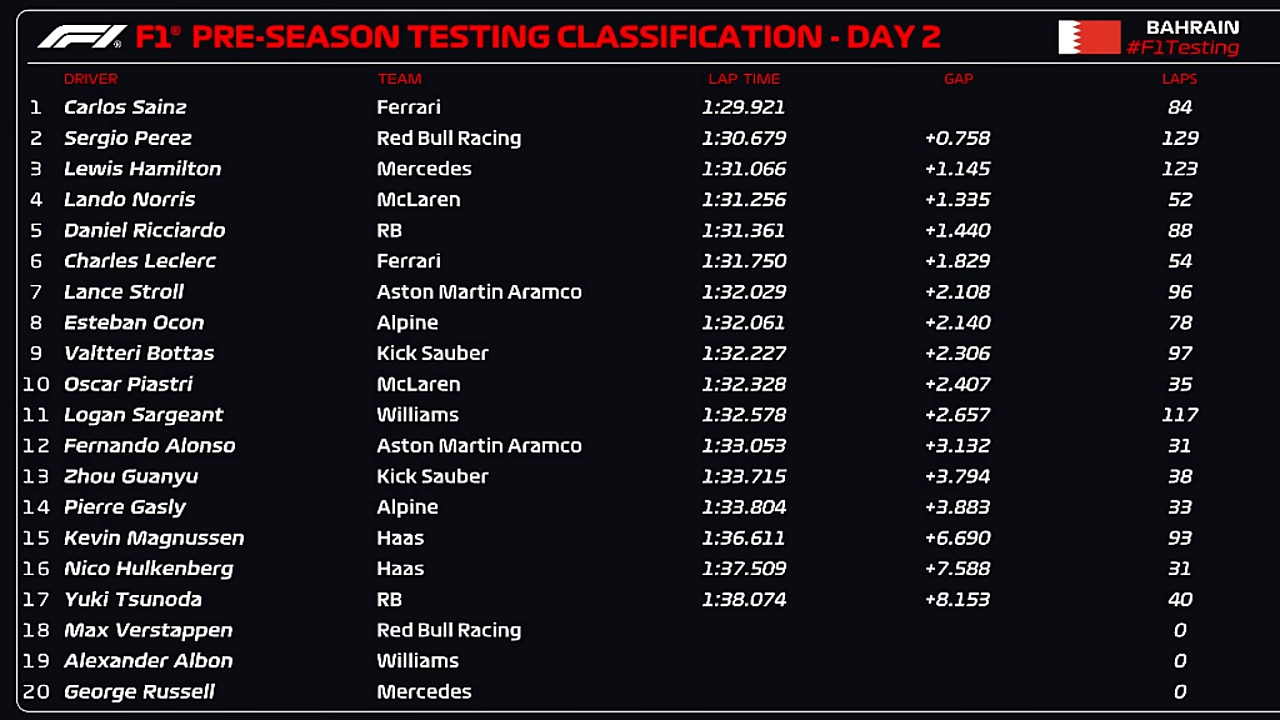 F1® F1® PRE-SEASON TESTING CLASSIFICATION - DAY 2 BAHRAIN
#F1Testing
DRIVER TEAM LAP TIME GAP LAPS
1 Carlos Sainz Ferrari 1:29.921 84
2 Sergio Perez Red Bull Racing 1:30.679 +0.758 129
3 Lewis Hamilton Mercedes 1:31.066 +1.145 123
4 Lando Norris McLaren 1:31.256 +1.335 52
5 Daniel Ricciardo RB 1:31.361 +1.440 88
6 Charles Leclerc Ferrari 1:31.750 +1.829 54
7 Lance Stroll Aston Martin Aramco 1:32.029 +2.108 96
8 Esteban Ocon Alpine 1:32.061 +2.140 78
9 Valtteri Bottas Kick Sauber 1:32.227 +2.306 97
10 Oscar Piastri McLaren 1:32.328 +2.407 35
11 Logan Sargeant Williams 1:32.578 +2.657 117
12 Fernando Alonso Aston Martin Aramco 1:33.053 +3.132 31
13 Zhou Guanyu Kick Sauber 1:33.715 +3.794 38
14 Pierre Gasly Alpine 1:33.804 +3.883 33
15 Kevin Magnussen Haas 1:36.611 +6.690 93
16 Nico Hulkenberg Haas 1:37.509 +7.588 31
17 Yuki Tsunoda RB 1:38.074 +8.153 40
18 Max Verstappen Red Bull Racing 0
19 Alexander Albon Williams 0
20 George Russell Mercedes 0